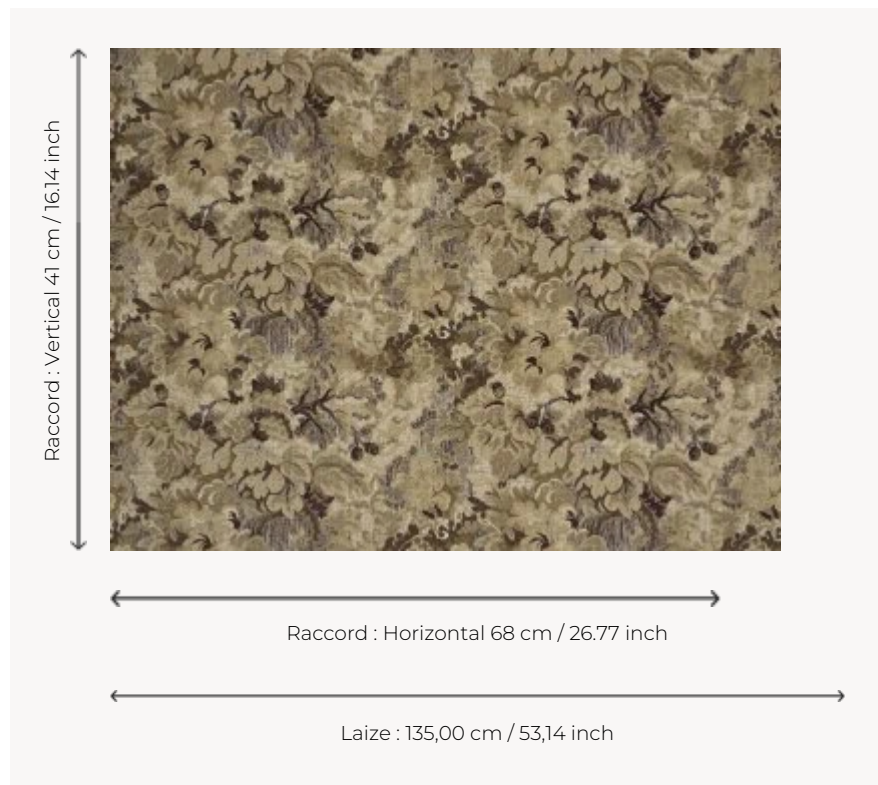 Raccord : Vertical 41 cm / 16.14 inch
Raccord : Horizontal 68 cm / 26.77 inch
Laize : 135,00 cm / 53,14 inch